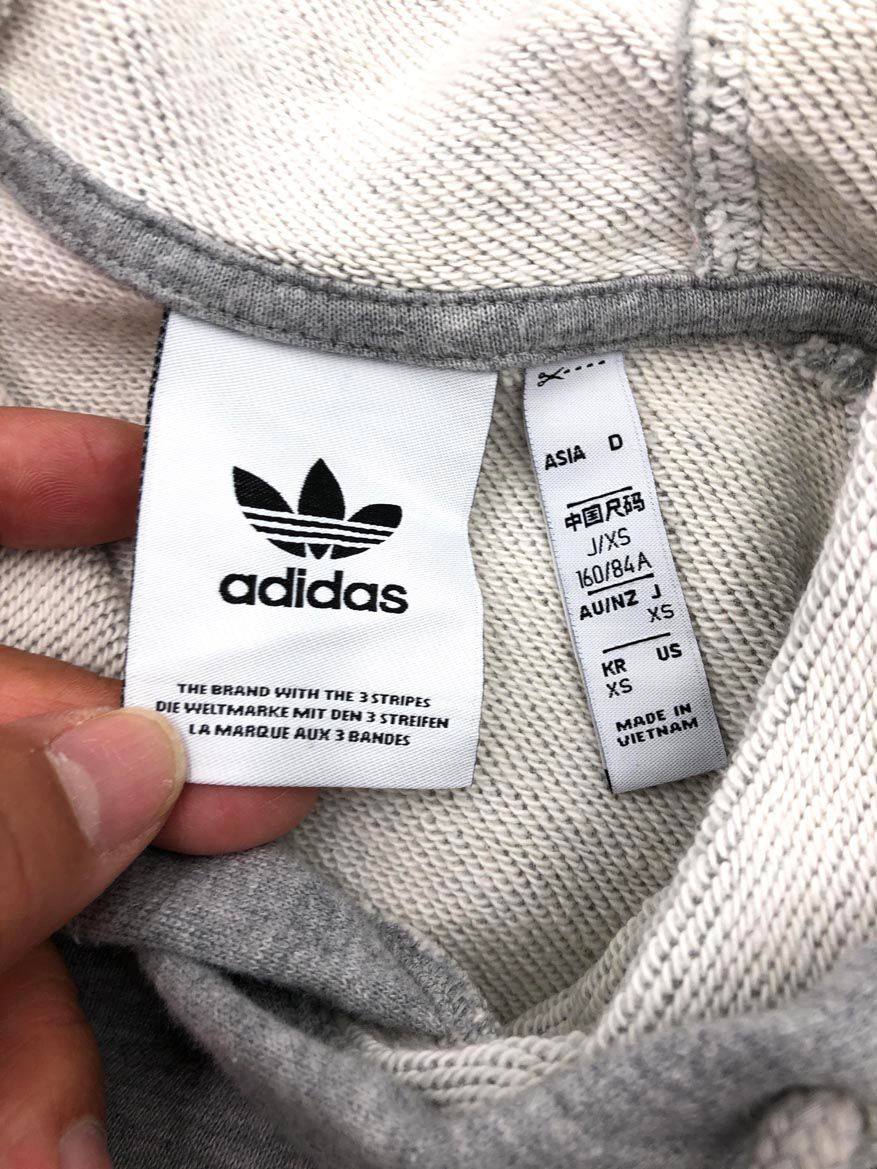 adidas
THE BRAND WITH THE 3 STRIPES
DIE WELTMARKE MIT DEN 3 STREIFEN
LA MARQUE AUX 3 BANDES
ASIA D
中国尺码
J/XS
160/84A
AU/NZ J
XS
KR US
XS
MADE IN
VIETNAM